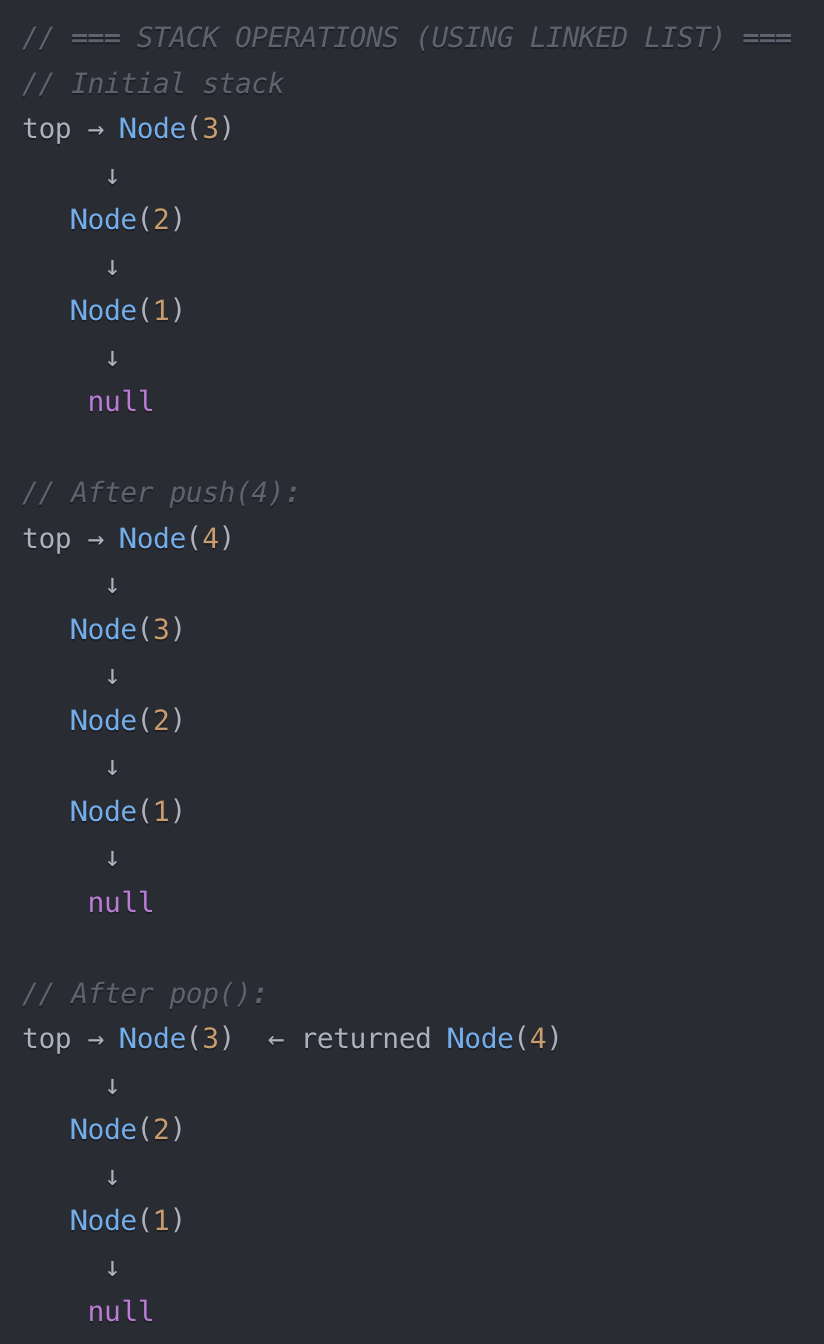 // === STACK OPERATIONS (USING LINKED LIST) ===
// Initial stack
top → Node(3)
↓
Node(2)
↓
Node(1)
↓
null
// After push(4):
top → Node(4)
↓
Node(3)
↓
Node(2)
↓
Node(1)
↓
null
// After pop():
top → Node(3)  ← returned Node(4)
↓
Node(2)
↓
Node(1)
↓
null